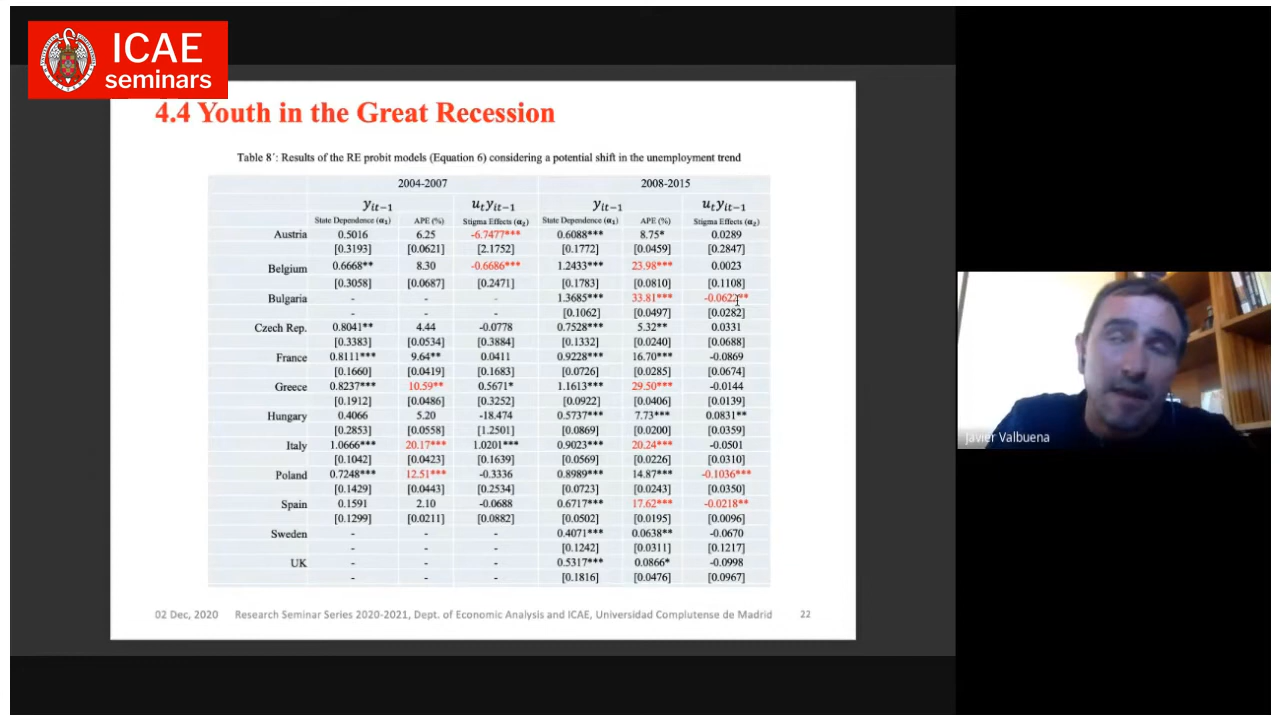 ICAE
seminars
4.4 Youth in the Great Recession
Table 8´: Results of the RE probit models (Equation 6) considering a potential shift in the unemployment trend
2004-2007 2008-2015
yit−1 utyit−1 yit−1 utyit−1
State Dependence (α1) APE (%) Stigma Effects (α2) State Dependence (α1) APE (%) Stigma Effects (α2)
Austria 0.5016 6.25 -6.7477*** 0.6088*** 8.75* 0.0289
[0.3193] [0.0621] [2.1752] [0.1772] [0.0459] [0.2847]
Belgium 0.6668** 8.30 -0.6686*** 1.2433*** 23.98*** 0.0023
[0.3058] [0.0687] [0.2471] [0.1783] [0.0810] [0.1108]
Bulgaria - - - 1.3685*** 33.81*** -0.0622**
- - - [0.1062] [0.0497] [0.0282]
Czech Rep. 0.8041** 4.44 -0.0778 0.7528*** 5.32** 0.0331
[0.3383] [0.0534] [0.3884] [0.1332] [0.0240] [0.0688]
France 0.8111*** 9.64** 0.0411 0.9228*** 16.70*** -0.0869
[0.1660] [0.0419] [0.1683] [0.0726] [0.0285] [0.0674]
Greece 0.8237*** 10.59** 0.5671* 1.1613*** 29.50*** -0.0144
[0.1912] [0.0486] [0.3252] [0.0922] [0.0406] [0.0139]
Hungary 0.4066 5.20 -18.474 0.5737*** 7.73*** 0.0831**
[0.2853] [0.0558] [1.2501] [0.0869] [0.0200] [0.0359]
Italy 1.0666*** 20.17*** 1.0201*** 0.9023*** 20.24*** -0.0501
[0.1042] [0.0423] [0.1639] [0.0569] [0.0226] [0.0310]
Poland 0.7248*** 12.51*** -0.3336 0.8989*** 14.87*** -0.1036***
[0.1429] [0.0443] [0.2534] [0.0723] [0.0243] [0.0350]
Spain 0.1591 2.10 -0.0688 0.6717*** 17.62*** -0.0218**
[0.1299] [0.0211] [0.0882] [0.0502] [0.0195] [0.0096]
Sweden - - - 0.4071*** 0.0638** -0.0670
- - - [0.1242] [0.0311] [0.1217]
UK - - - 0.5317*** 0.0866* -0.0998
- - - [0.1816] [0.0476] [0.0967]
02 Dec, 2020 Research Seminar Series 2020-2021, Dept. of Economic Analysis and ICAE, Universidad Complutense de Madrid 22
Javier Valbuena